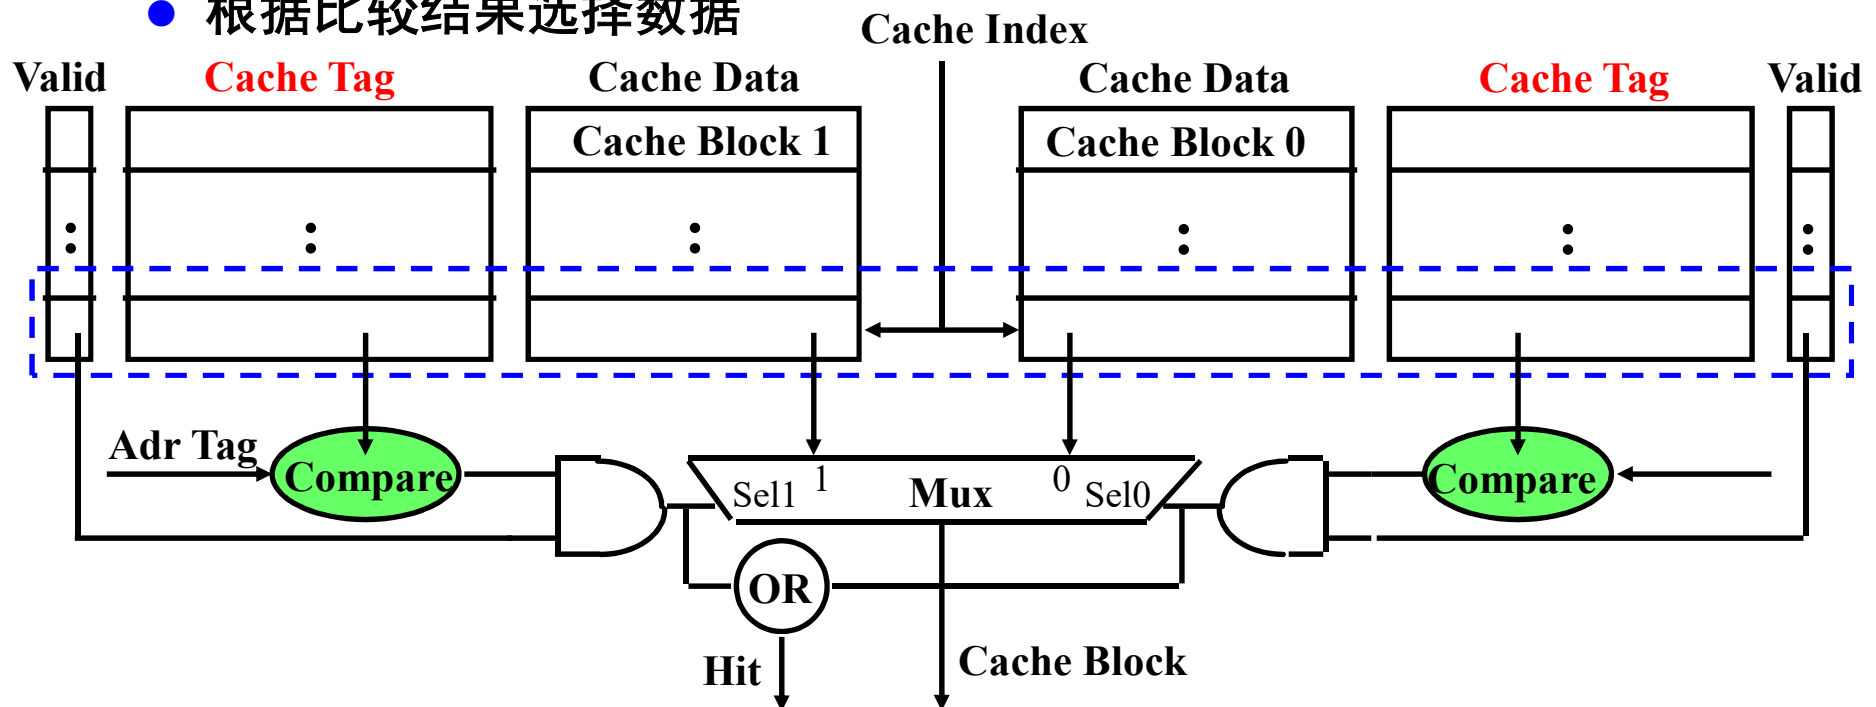 根据比较结果选择数据
Cache Index
Valid Cache Tag Cache Data Cache Data Cache Tag Valid
Cache Block 1 Cache Block 0
Adr Tag
Compare Sel1 1 Mux 0 Sel0 Compare
OR
Hit Cache Block